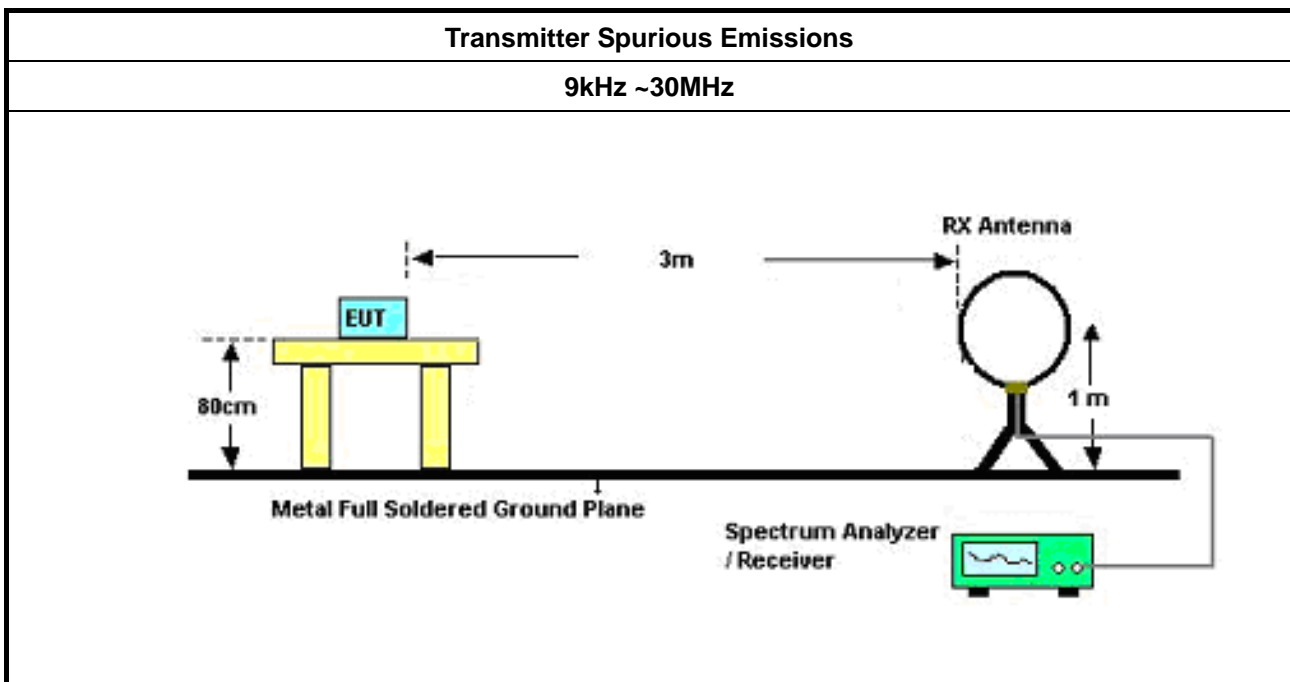 Transmitter Spurious Emissions
9kHz ~30MHz
RX Antenna
3m
EUT
80cm
1 m
Metal Full Soldered Ground Plane
Spectrum Analyzer
/ Receiver